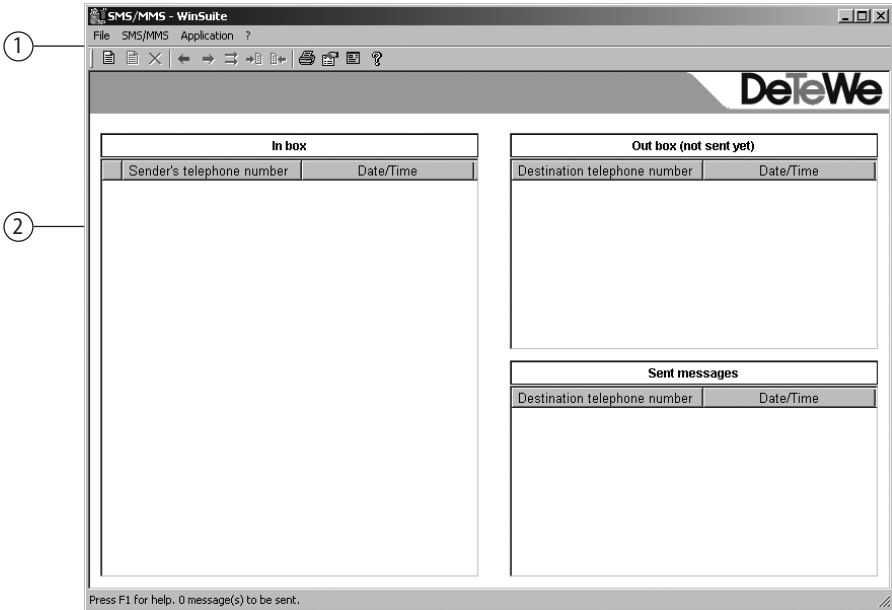 SMS/MMS - WinSuite
1
File SMS/MMS Application ?
DeTeWe
In box
Sender's telephone number Date/Time
Out box (not sent yet)
Destination telephone number Date/Time
2
Sent messages
Destination telephone number Date/Time
Press F1 for help. 0 message(s) to be sent.